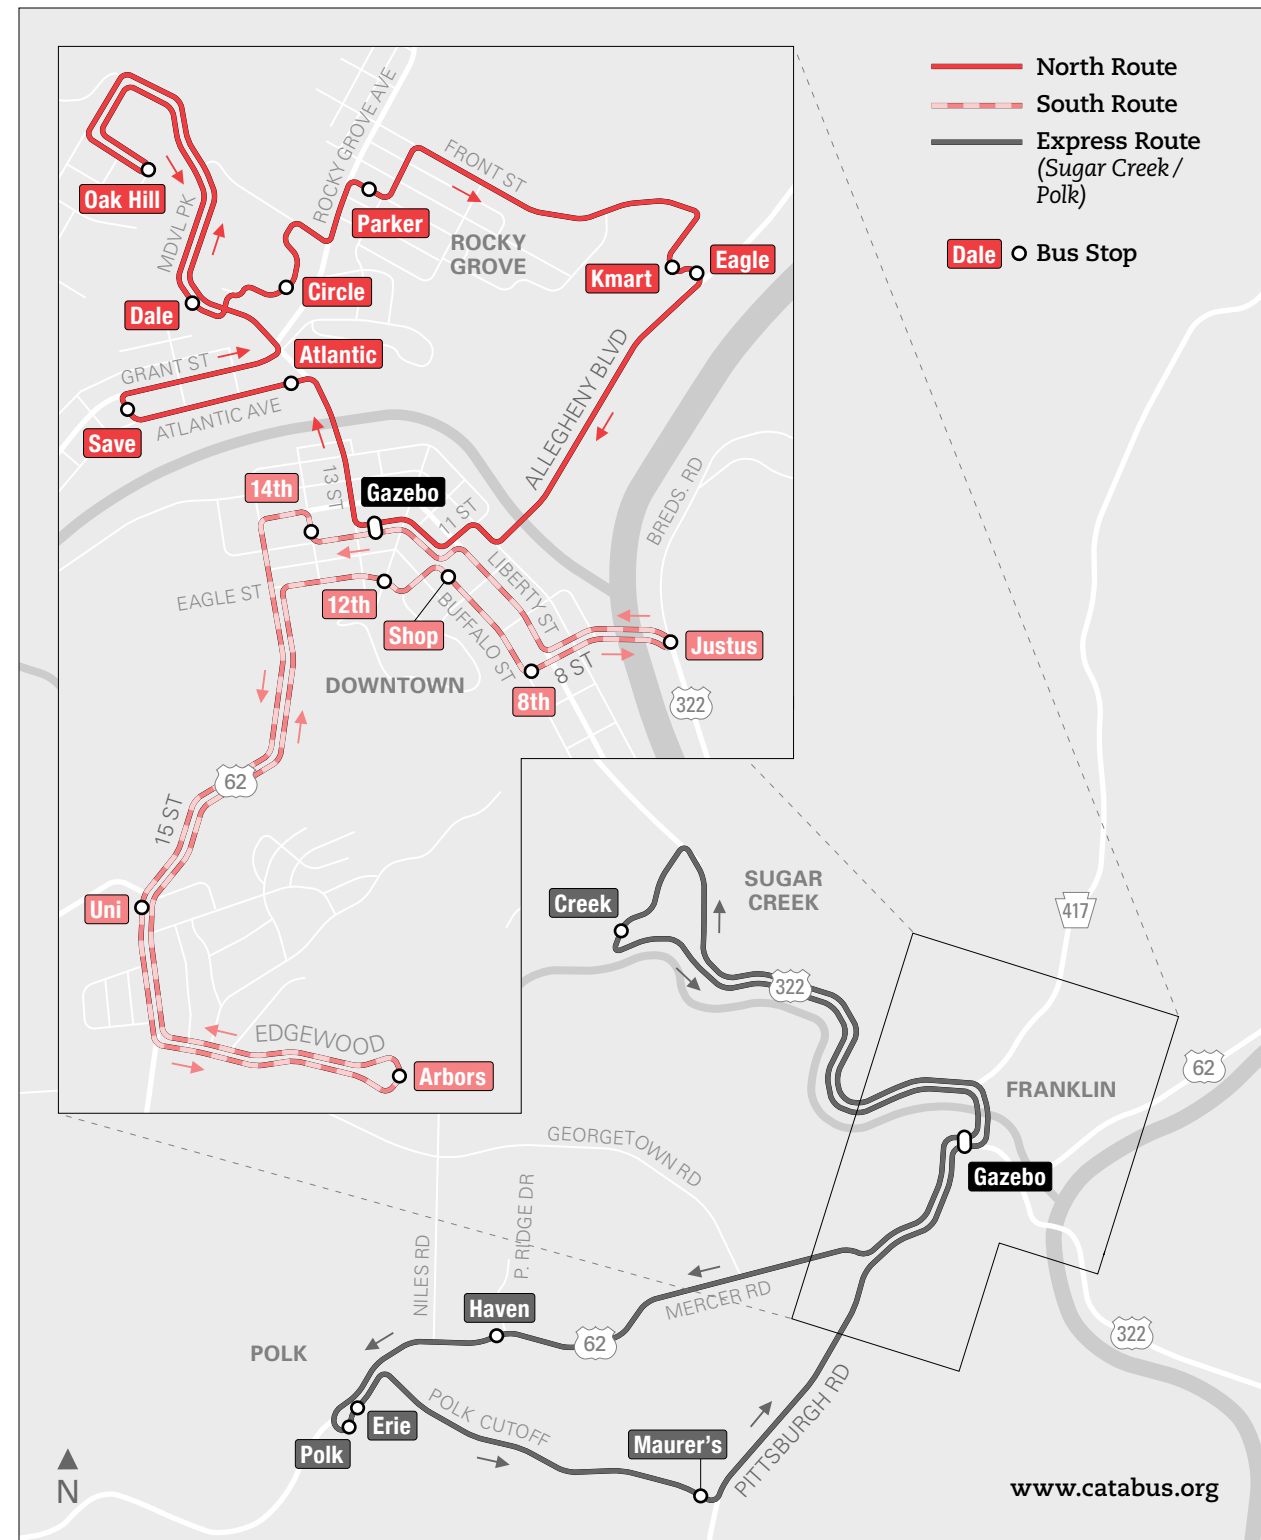 North Route
South Route
Express Route
(Sugar Creek /
Polk)
Dale
Bus Stop
ROCKY GROVE AVE
FRONT ST
Oak Hill
MDVL PK
Parker
ROCKY
GROVE
Kmart
Eagle
Circle
Dale
Atlantic
GRANT ST
ATLANTIC AVE
Save
ALLEGHENY BLVD
BREDS. RD
13 ST
14th
Gazebo
11 ST
LIBERTY ST
EAGLE ST
12th
Shop
BUFFALO ST
8 ST
Justus
DOWNTOWN
8th
322
62
15 ST
Uni
EDGEWOOD
Arbors
SUGAR
CREEK
Creek
417
322
62
FRANKLIN
GEORGETOWN RD
Gazebo
P. RIDGE DR
NILES RD
MERCER RD
Haven
62
322
POLK
PITTSBURGH RD
POLK CUTOFF
Erie
Polk
Maurer's
N
www.catabus.org